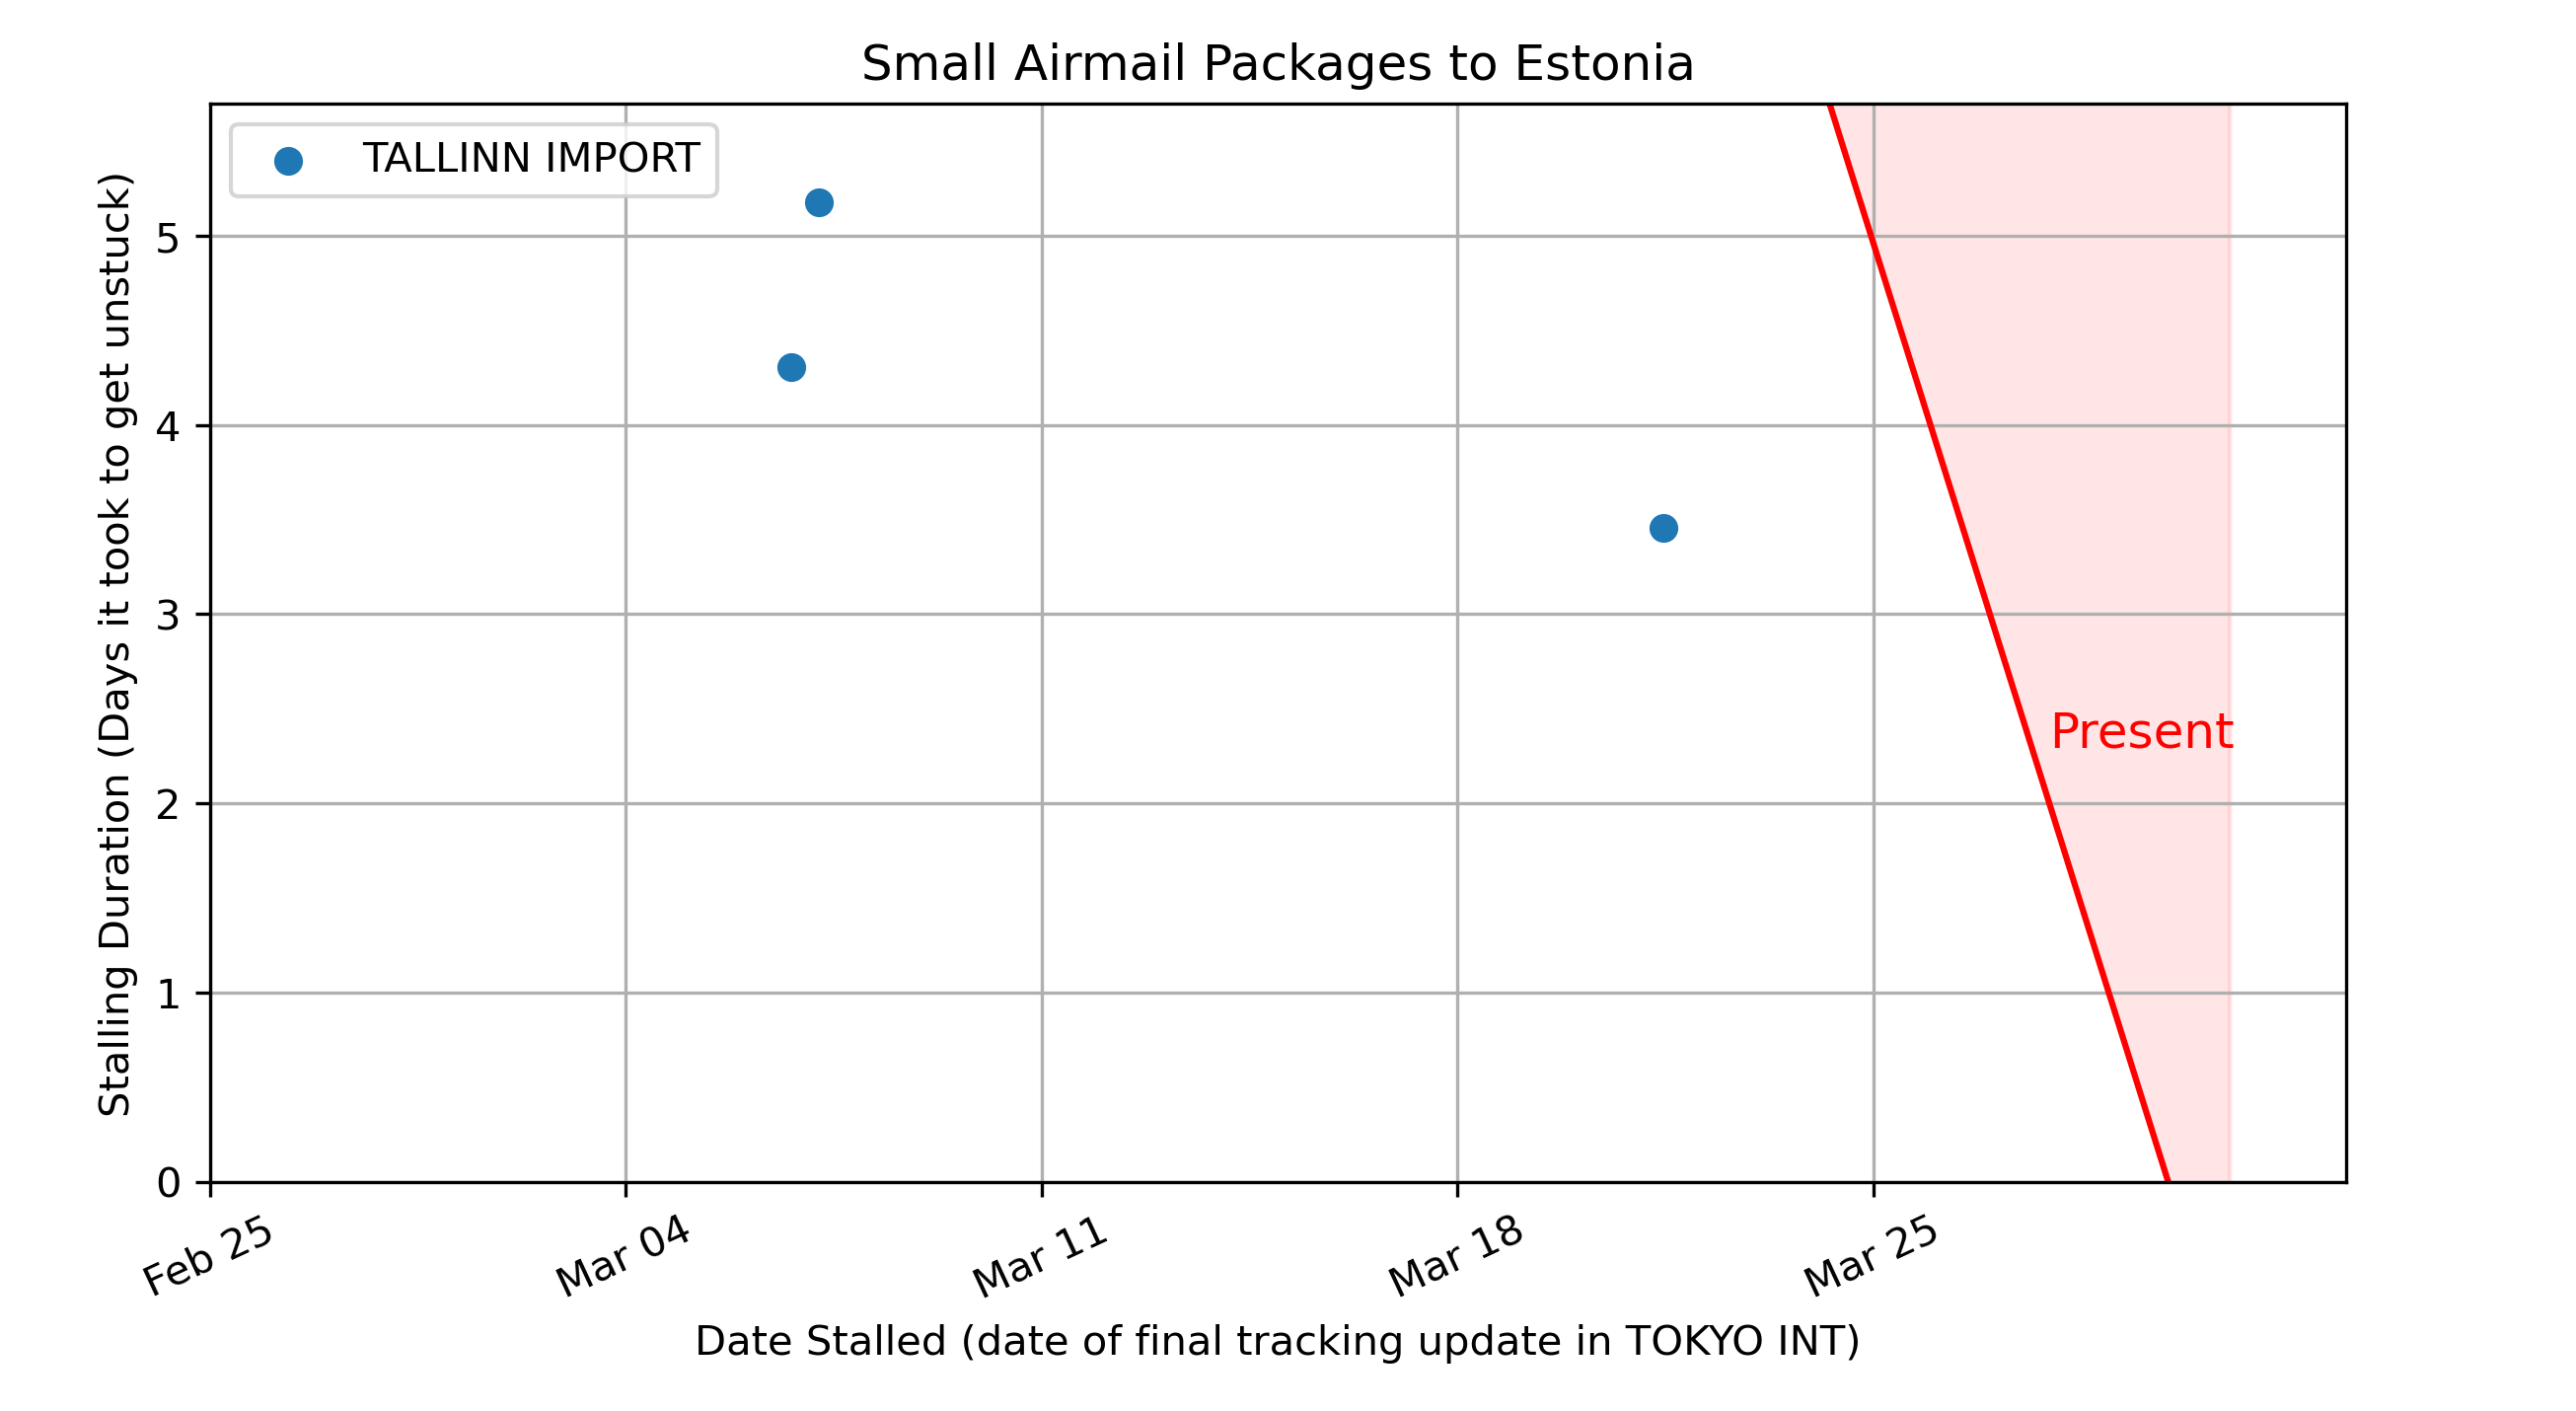 Small Airmail Packages to Estonia
TALLINN IMPORT
Stalling Duration (Days it took to get unstuck)
5
4
3
2
1
0
Present
Feb 25
Mar 04
Mar 11
Mar 18
Mar 25
Date Stalled (date of final tracking update in TOKYO INT)